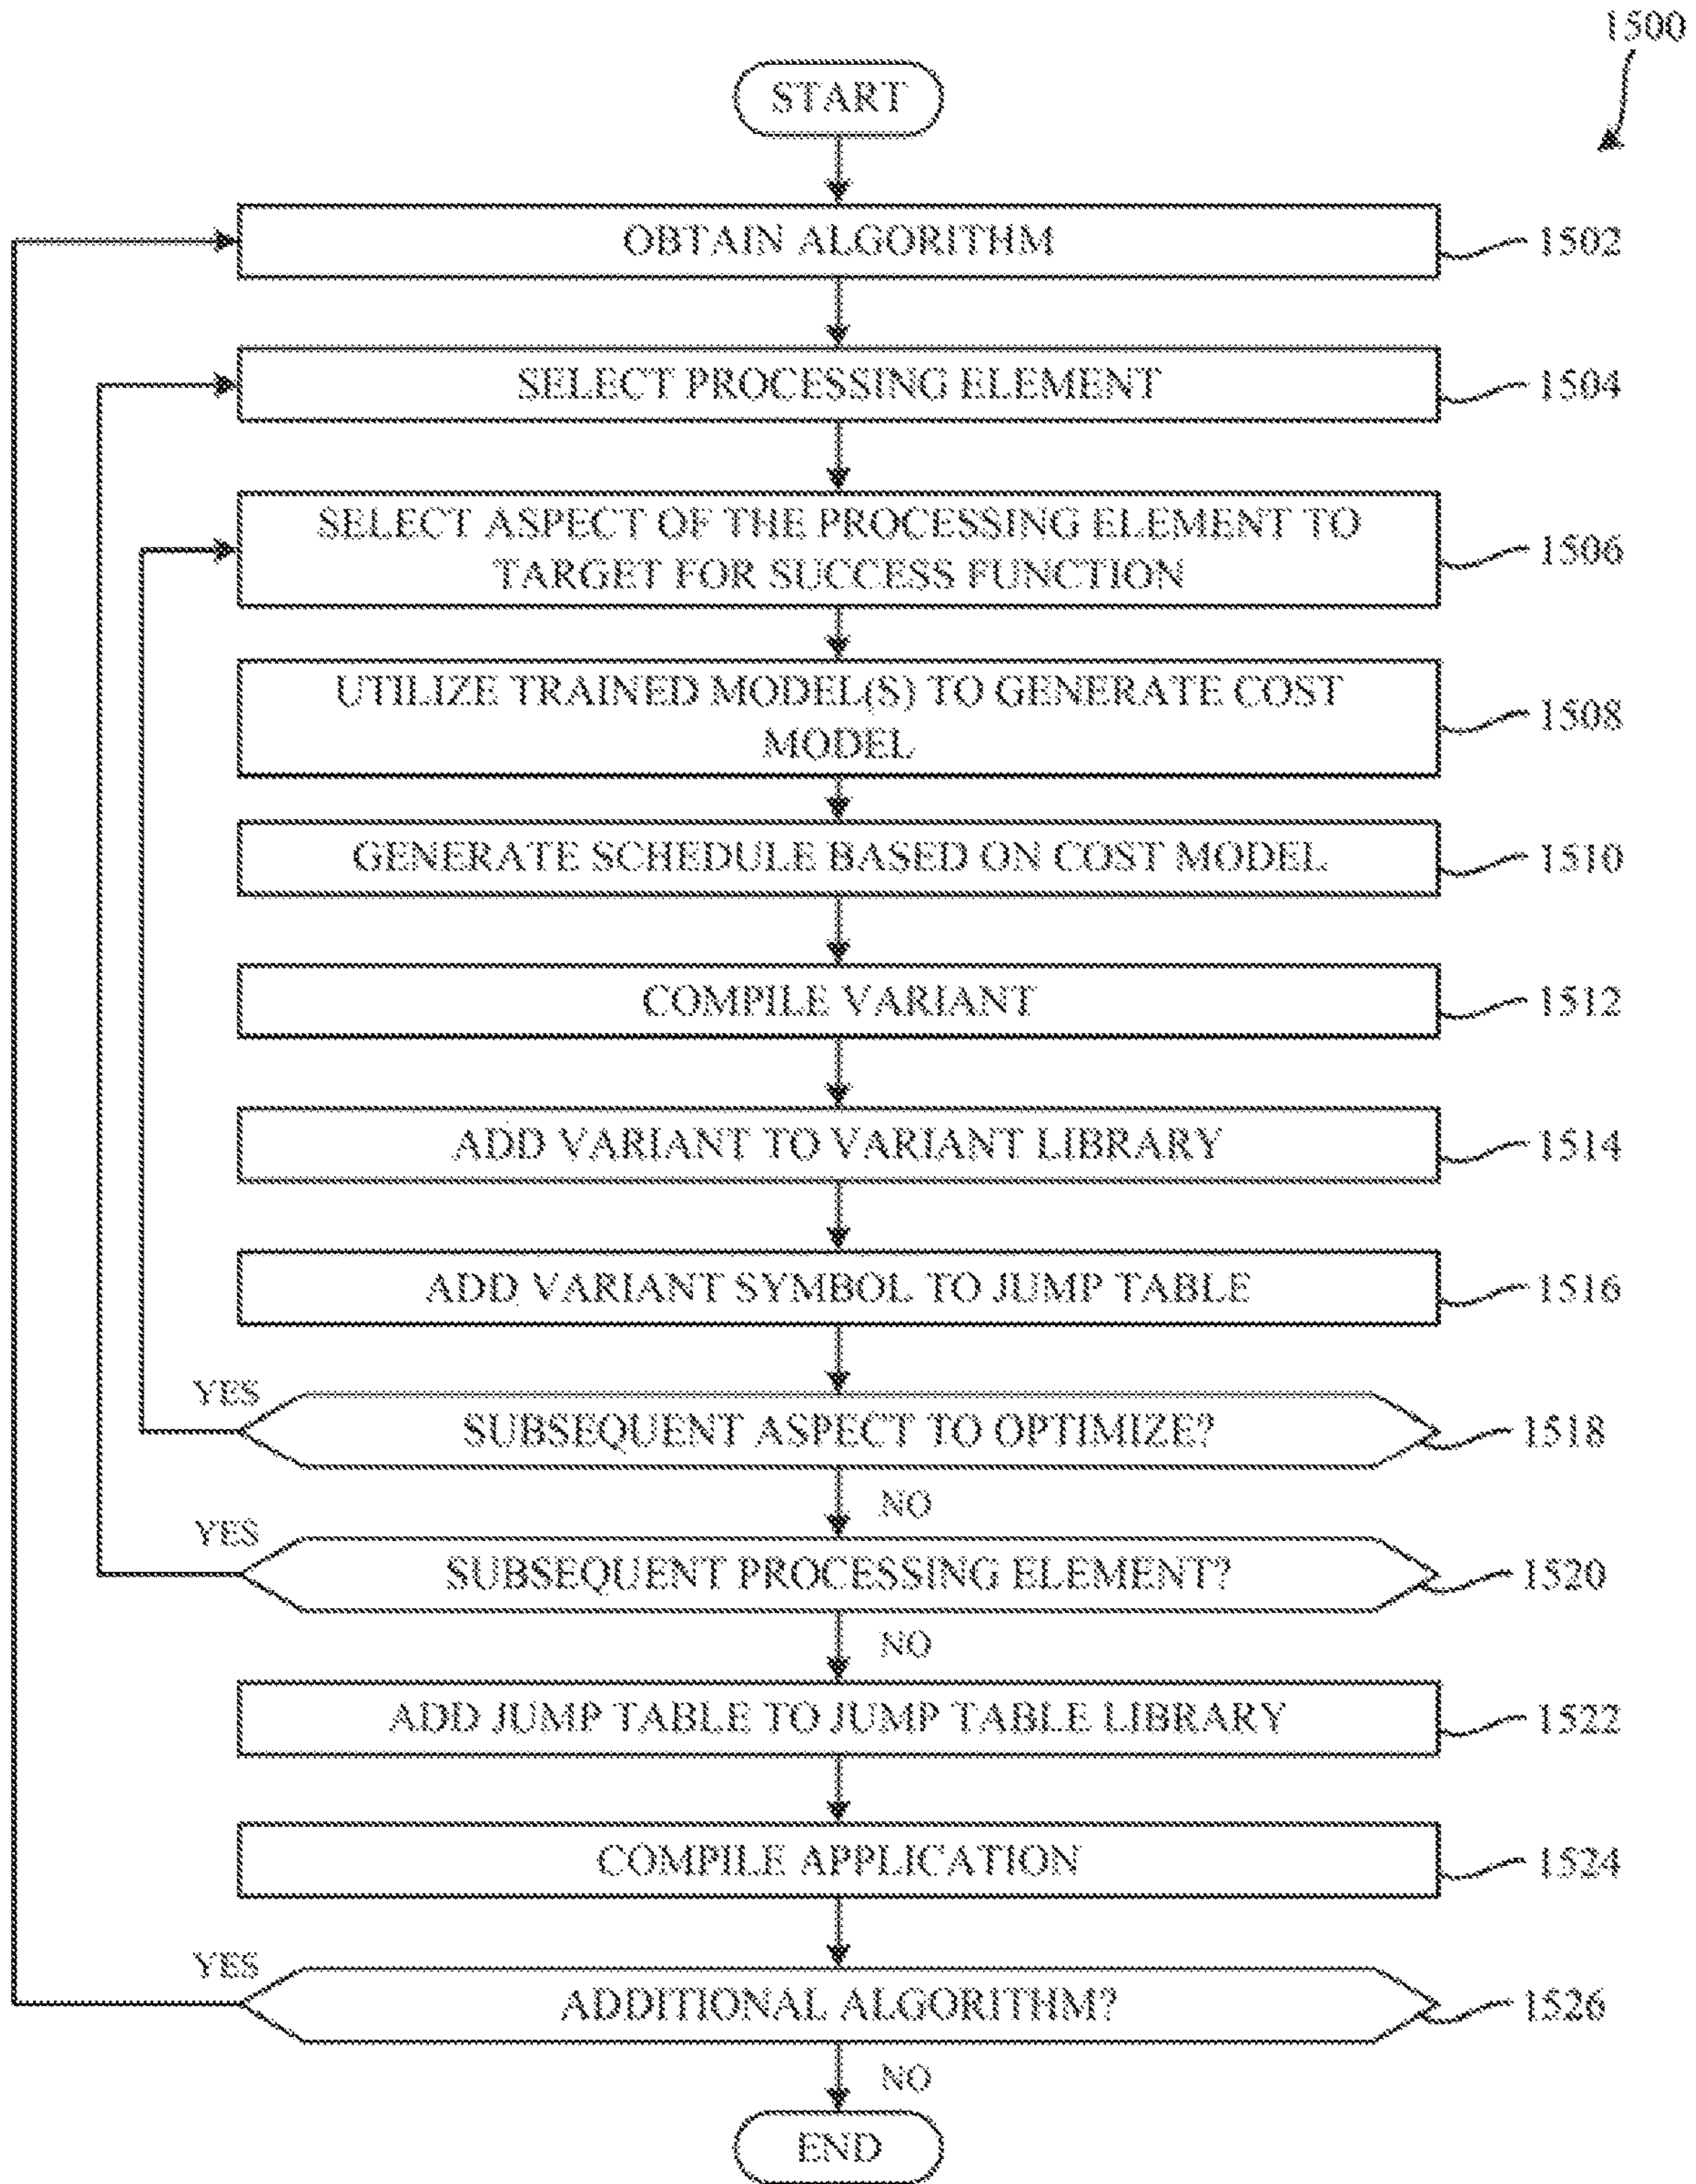 1500
START
OBTAIN ALGORITHM
1502
SELECT PROCESSING ELEMENT
1504
SELECT ASPECT OF THE PROCESSING ELEMENT TO
TARGET FOR SUCCESS FUNCTION
1506
UTILIZE TRAINED MODEL(S) TO GENERATE COST
MODEL
1508
GENERATE SCHEDULE BASED ON COST MODEL
1510
COMPILE VARIANT
1512
ADD VARIANT TO VARIANT LIBRARY
1514
ADD VARIANT SYMBOL TO JUMP TABLE
1516
YES
SUBSEQUENT ASPECT TO OPTIMIZE?
1518
NO
YES
SUBSEQUENT PROCESSING ELEMENT?
1520
NO
ADD JUMP TABLE TO JUMP TABLE LIBRARY
1522
COMPILE APPLICATION
1524
YES
ADDITIONAL ALGORITHM?
1526
NO
END